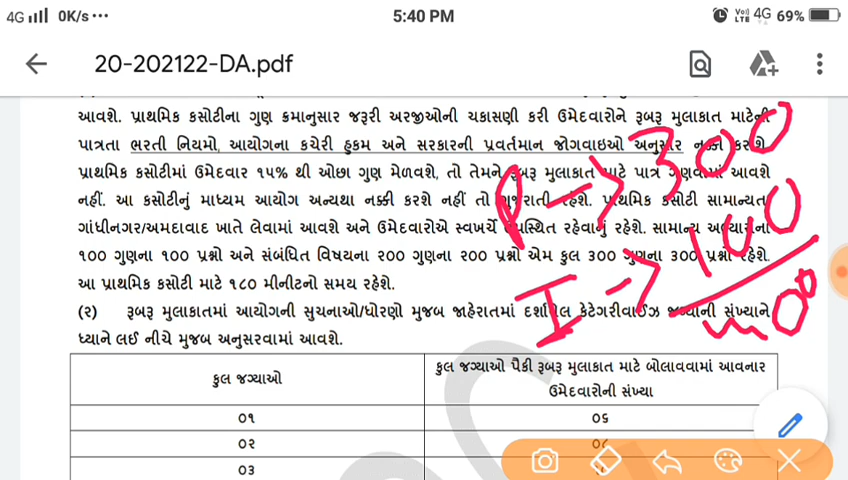 4G 0K/s ••• 5:40 PM VoI) LTE 4G 69%
20-202122-DA.pdf
આવશે. પ્રાથમિક કસોટીના ગુણ ક્રમાનુસાર જરૂરી અરજીઓની ચકાસણી કરી ઉમેદવારોને રૂબરૂ મુલાકાત માટેની
પાત્રતા ભરતી નિયમો, આયોગના કચેરી હુકમ અને સરકારની પ્રવર્તમાન જોગવાઇઓ અનુસાર નક્કી કરશે.
પ્રાથમિક કસોટીમાં ઉમેદવાર ૧૫% થી ઓછા ગુણ મેળવશે, તો તેમને રૂબરૂ મુલાકાત માટે પાત્ર ગણવામાં આવશે
નહીં. આ કસોટીનું માધ્યમ આયોગ અન્યથા નક્કી કરશે નહીં તો ગુજરાતી રહેશે. પ્રાથમિક કસોટી સામાન્યતઃ
ગાંધીનગર/અમદાવાદ ખાતે લેવામાં આવશે અને ઉમેદવારોએ સ્વખર્ચે ઉપસ્થિત રહેવાનું રહેશે. સામાન્ય અભ્યાસના
૧૦૦ ગુણના ૧૦૦ પ્રશ્નો અને સંબંધિત વિષયના ૨૦૦ ગુણના ૨૦૦ પ્રશ્નો એમ કુલ ૩૦૦ ગુણના ૩૦૦ પ્રશ્નો રહેશે.
આ પ્રાથમિક કસોટી માટે ૧૮૦ મીનીટનો સમય રહેશે.
(૨) રૂબરૂ મુલાકાતમાં આયોગની સુચનાઓ/ધોરણો મુજબ જાહેરાતમાં દર્શાવેલ કેટેગરીવાઈઝ જગ્યાની સંખ્યાને
ધ્યાને લઈ નીચે મુજબ અનુસરવામાં આવશે.
કુલ જગ્યાઓ કુલ જગ્યાઓ પૈકી રૂબરૂ મુલાકાત માટે બોલાવવામાં આવનાર
ઉમેદવારોની સંખ્યા
૦૧ ૦૬
૦૨ ૦૮
૦૩
P → 300
I → 100